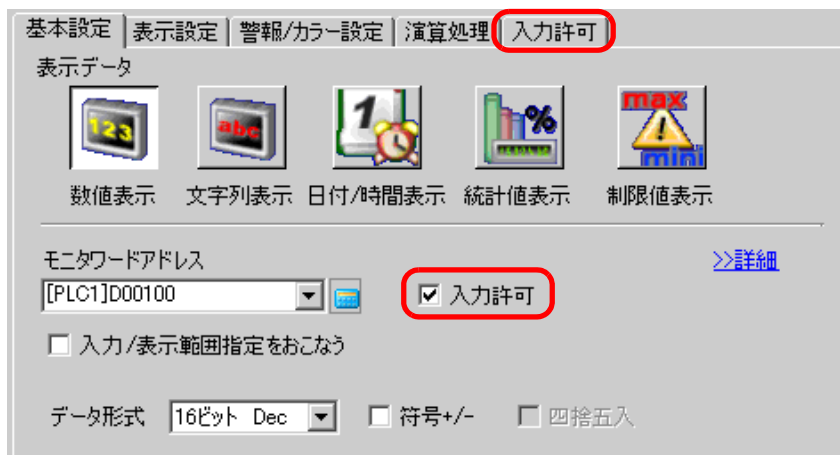 基本設定 表示設定 警報/カラー設定 演算処理 入力許可
表示データ
123 abc 1 % max mini
数値表示 文字列表示 日付/時間表示 統計値表示 制限値表示
モニタワードアドレス >>詳細
[PLC1]D00100 入力許可
入力/表示範囲指定をおこなう
データ形式 16ビット Dec 符号+/- 四捨五入